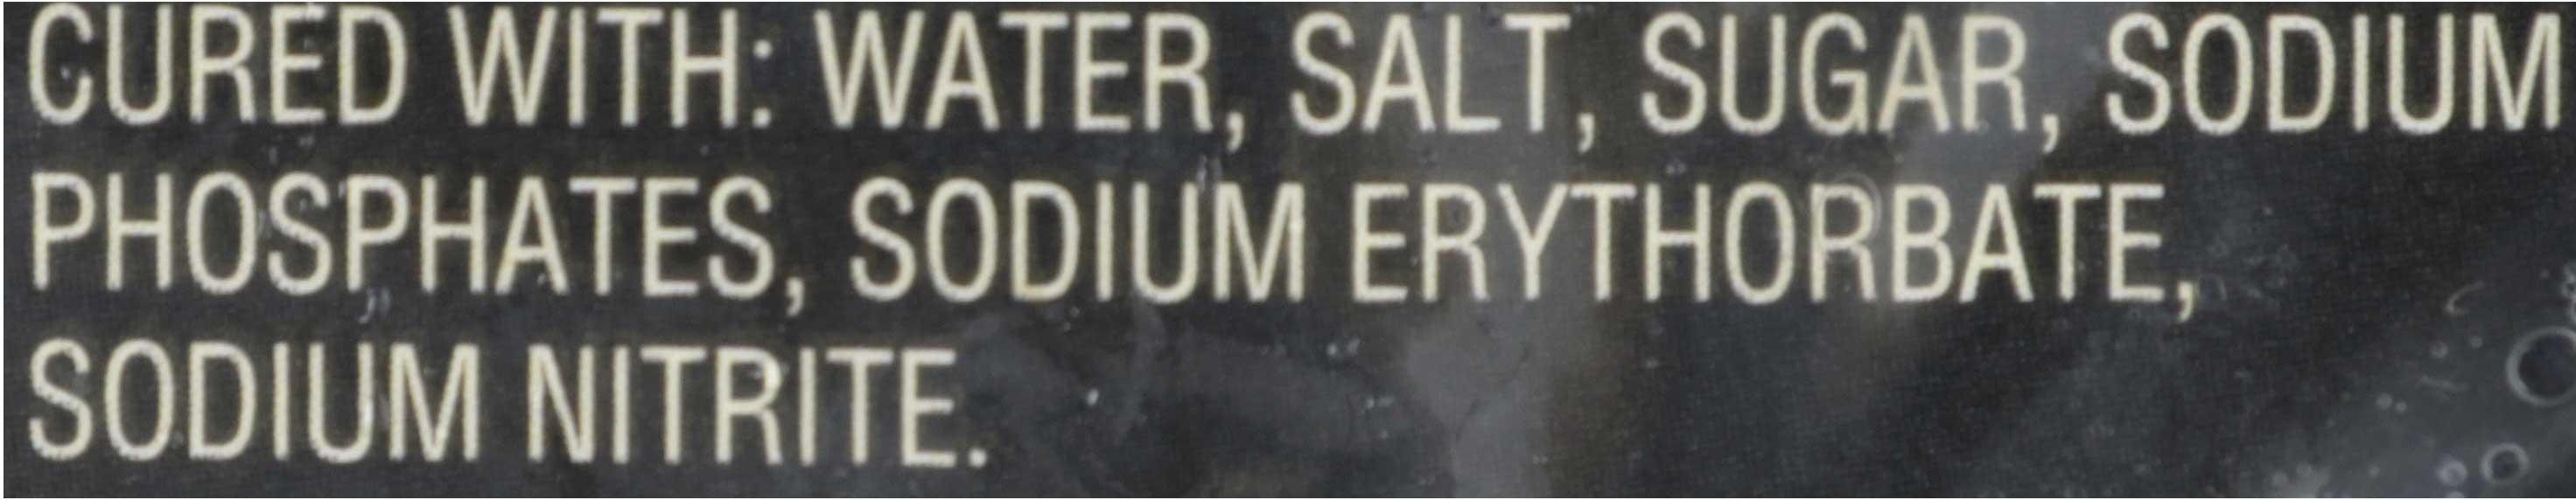 CURED WITH: WATER, SALT, SUGAR, SODIUM
PHOSPHATES, SODIUM ERYTHORBATE,
SODIUM NITRITE.